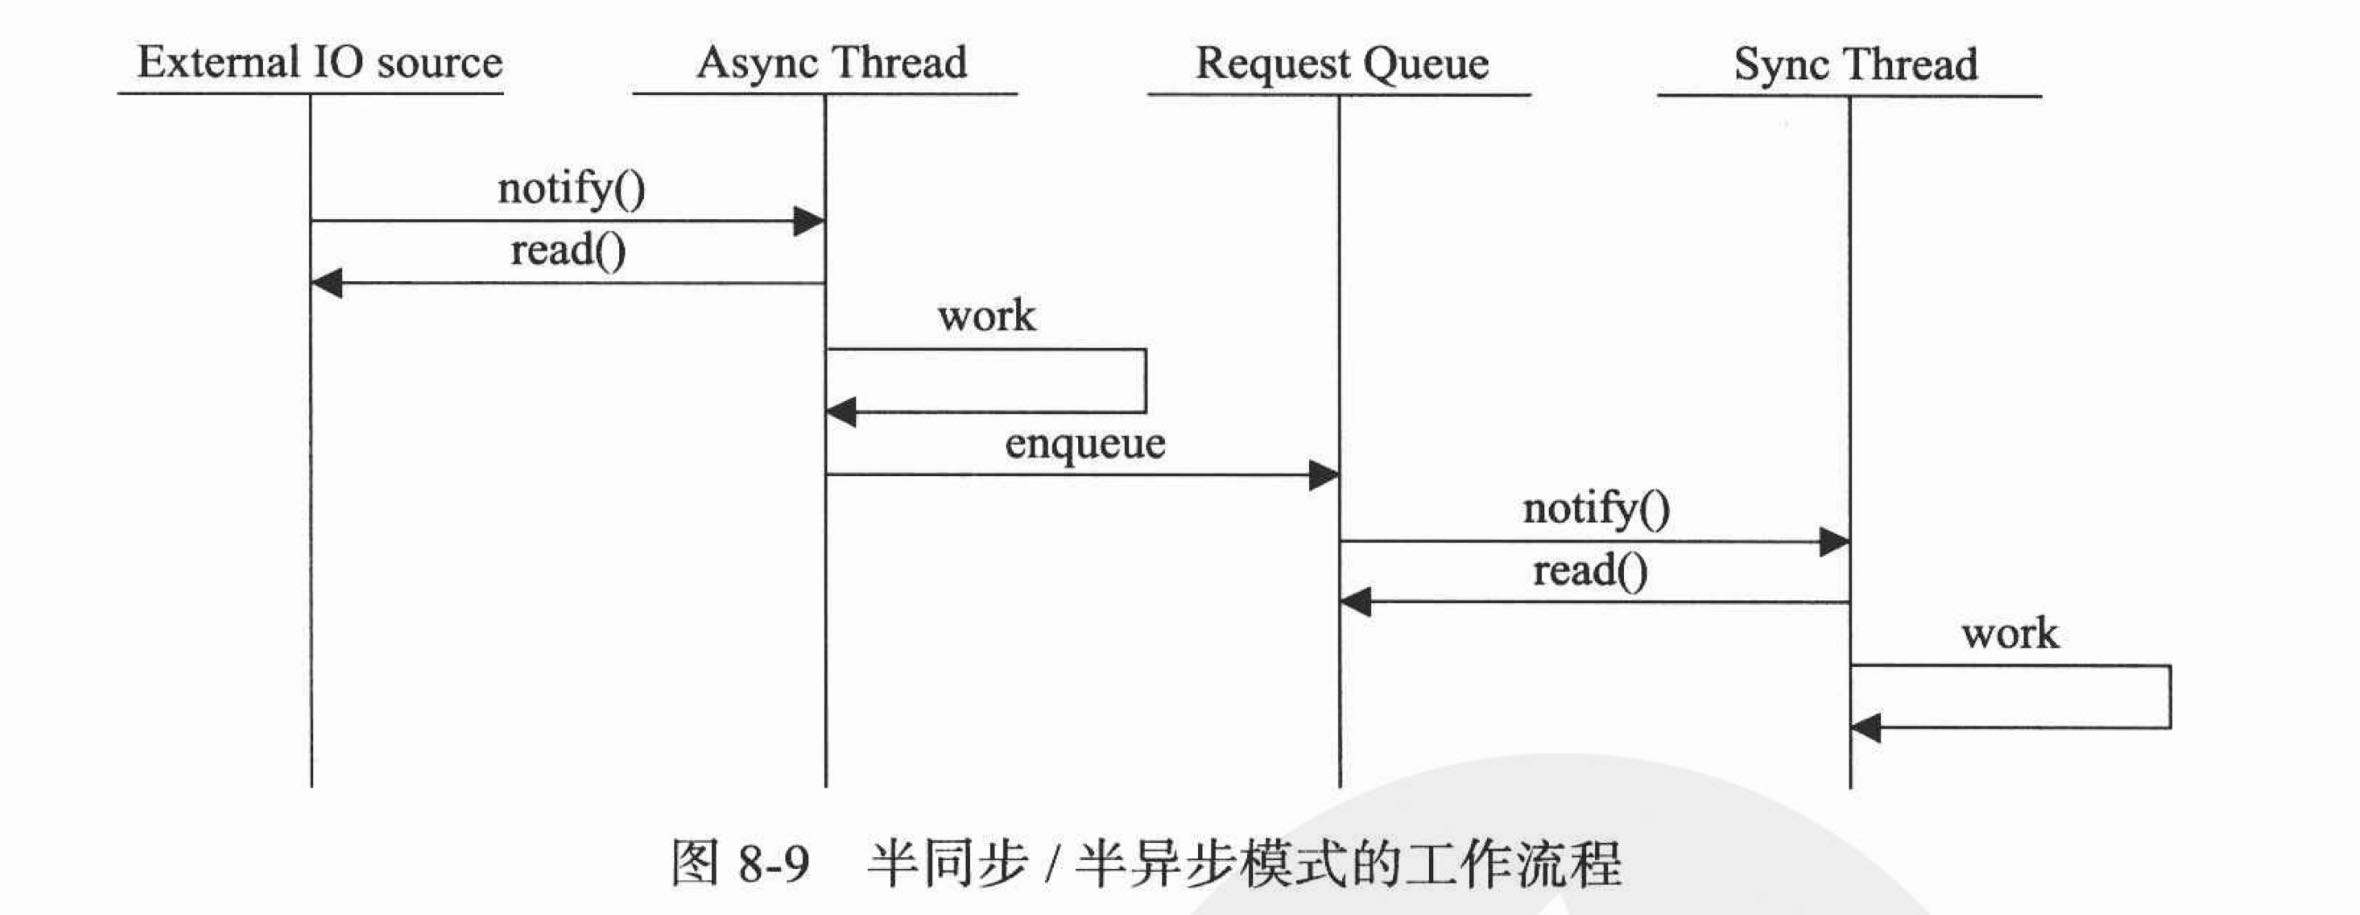 External IO source
Async Thread
Request Queue
Sync Thread
notify()
read()
work
enqueue
notify()
read()
work
图 8-9 半同步 / 半异步模式的工作流程